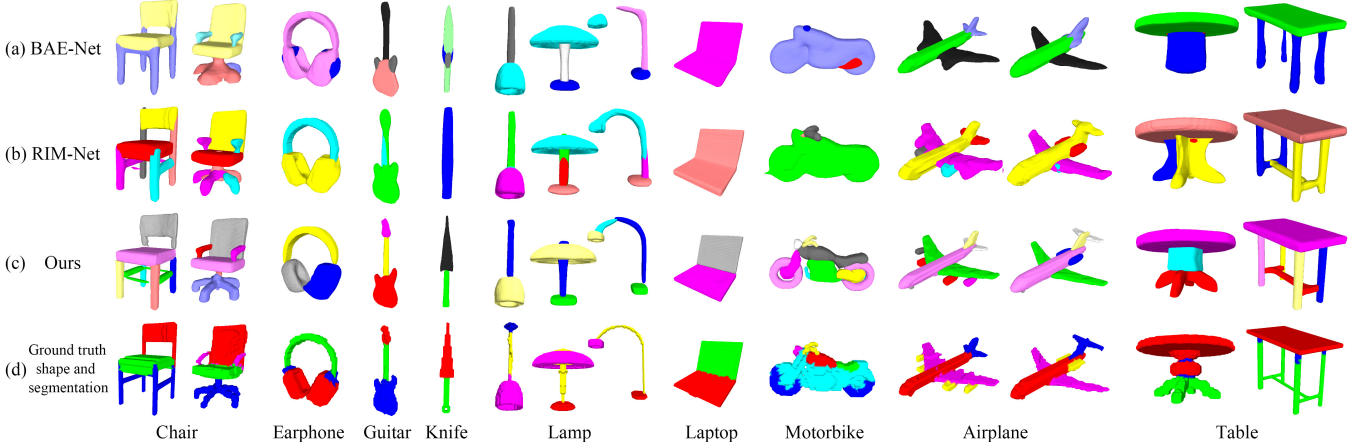 (a) BAE-Net
(b) RIM-Net
(c) Ours
Ground truth
(d) shape and
segmentation
Chair Earphone Guitar Knife Lamp Laptop Motorbike Airplane Table